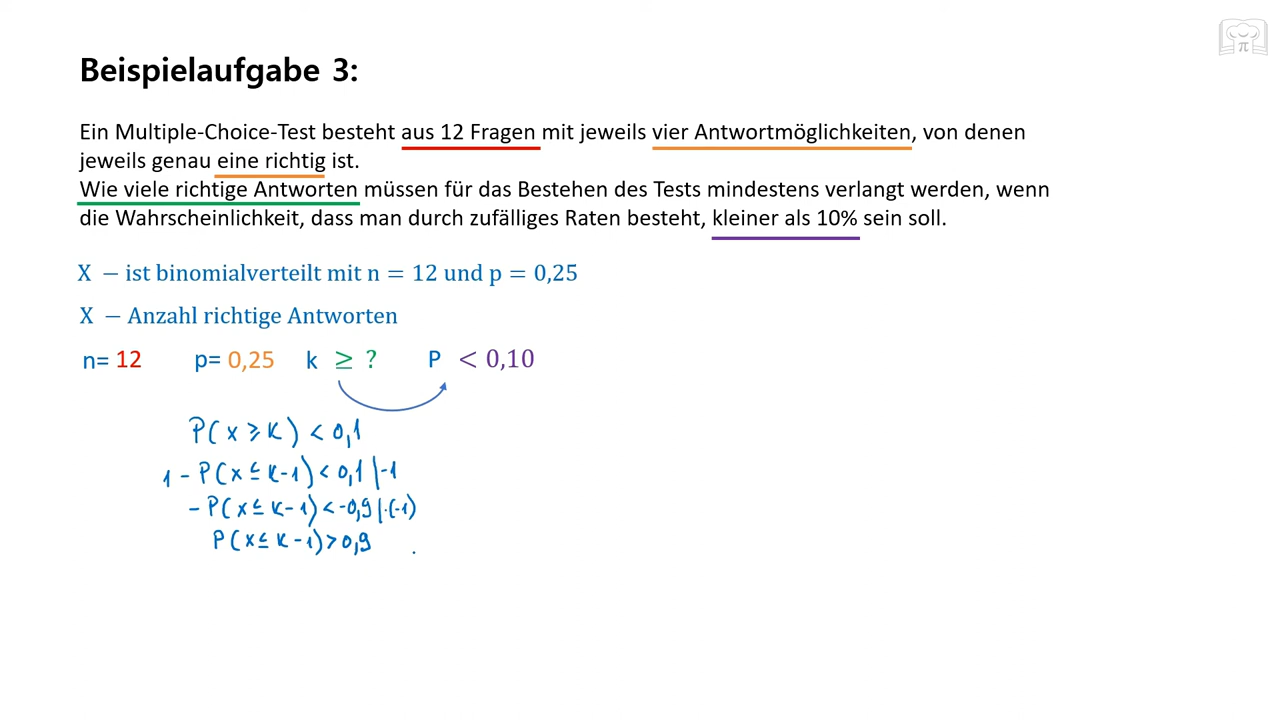 Beispielaufgabe 3:
Ein Multiple-Choice-Test besteht aus 12 Fragen mit jeweils vier Antwortmöglichkeiten, von denen
jeweils genau eine richtig ist.
Wie viele richtige Antworten müssen für das Bestehen des Tests mindestens verlangt werden, wenn
die Wahrscheinlichkeit, dass man durch zufälliges Raten besteht, kleiner als 10% sein soll.
X − ist binomialverteilt mit n = 12 und p = 0,25
X − Anzahl richtige Antworten
n= 12 p= 0,25 k ≥ ? P < 0,10
P(X ≥ K) < 0,1
1 - P(X ≤ K-1) < 0,1 | -1
- P(X ≤ K-1) < -0,9 | ·(-1)
P(X ≤ K-1) > 0,9
π